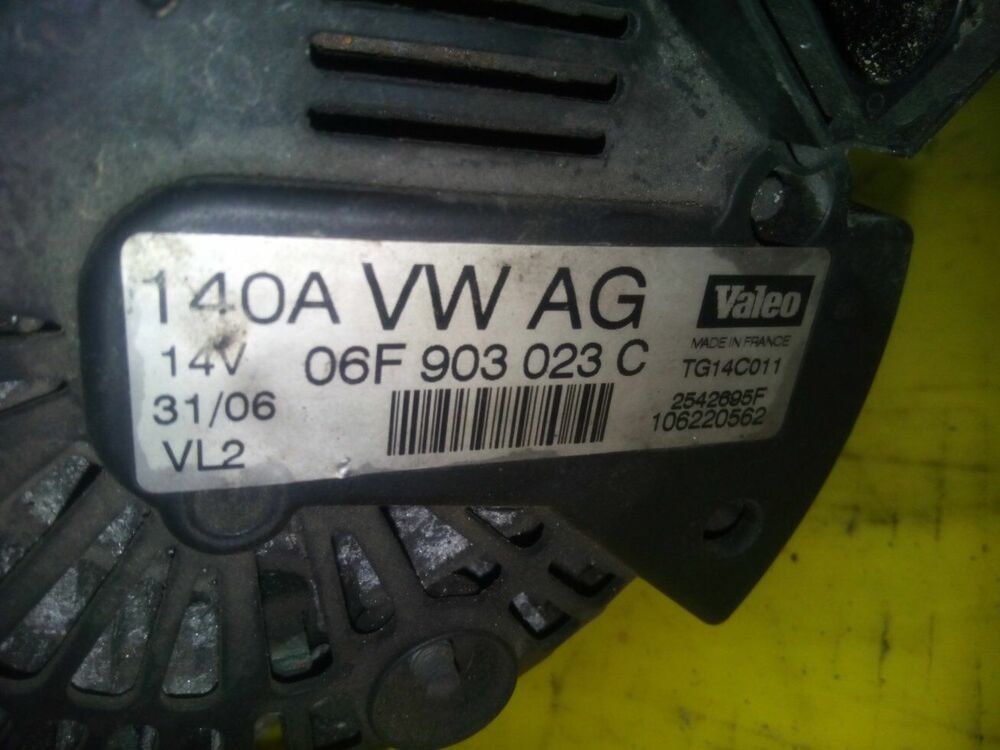 140A VW AG
Valeo
MADE IN FRANCE
14V 06F 903 023 C
TG14C011
31/06
2542695F
VL2
106220562